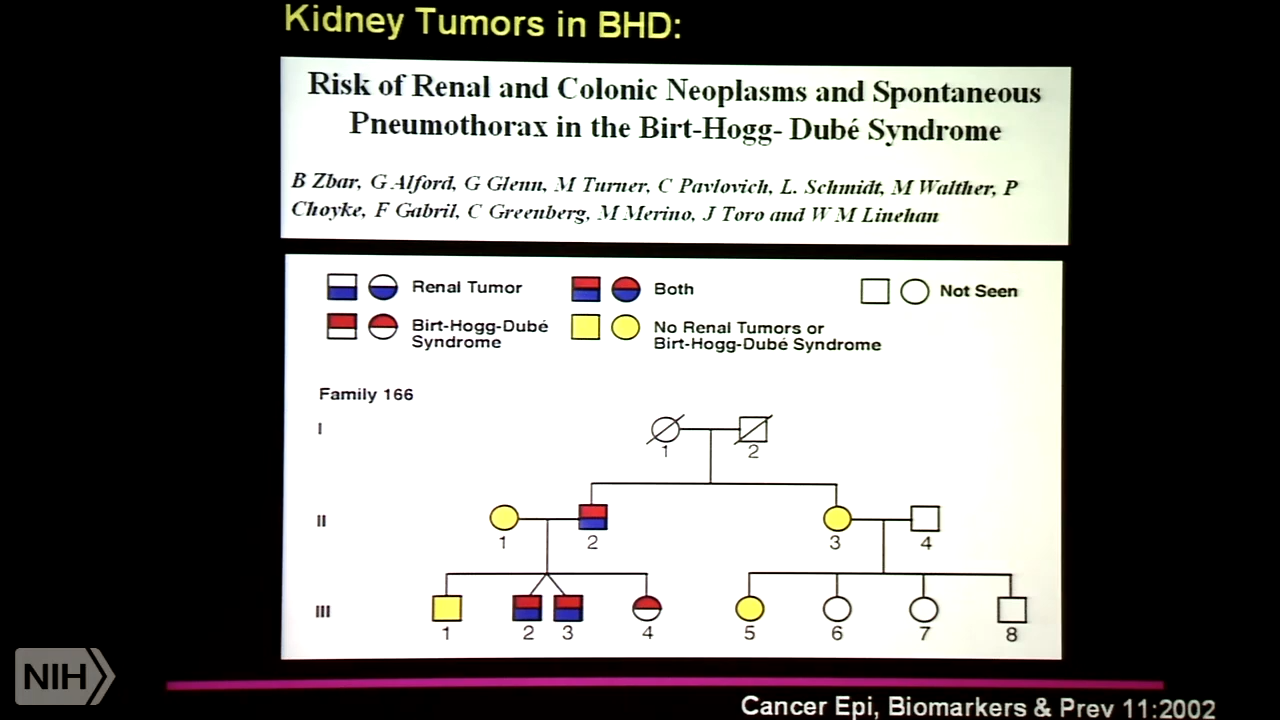 Kidney Tumors in BHD:
Risk of Renal and Colonic Neoplasms and Spontaneous
Pneumothorax in the Birt-Hogg- Dubé Syndrome
B Zbar, G Alford, G Glenn, M Turner, C Pavlovich, L. Schmidt, M Walther, P
Choyke, F Gabril, C Greenberg, M Merino, J Toro and W M Linehan
Renal Tumor
Both
Not Seen
Birt-Hogg-Dubé
Syndrome
No Renal Tumors or
Birt-Hogg-Dubé Syndrome
Family 166
I
1 2
II
1 2 3 4
III
1 2 3 4 5 6 7 8
NIH
Cancer Epi, Biomarkers & Prev 11:2002